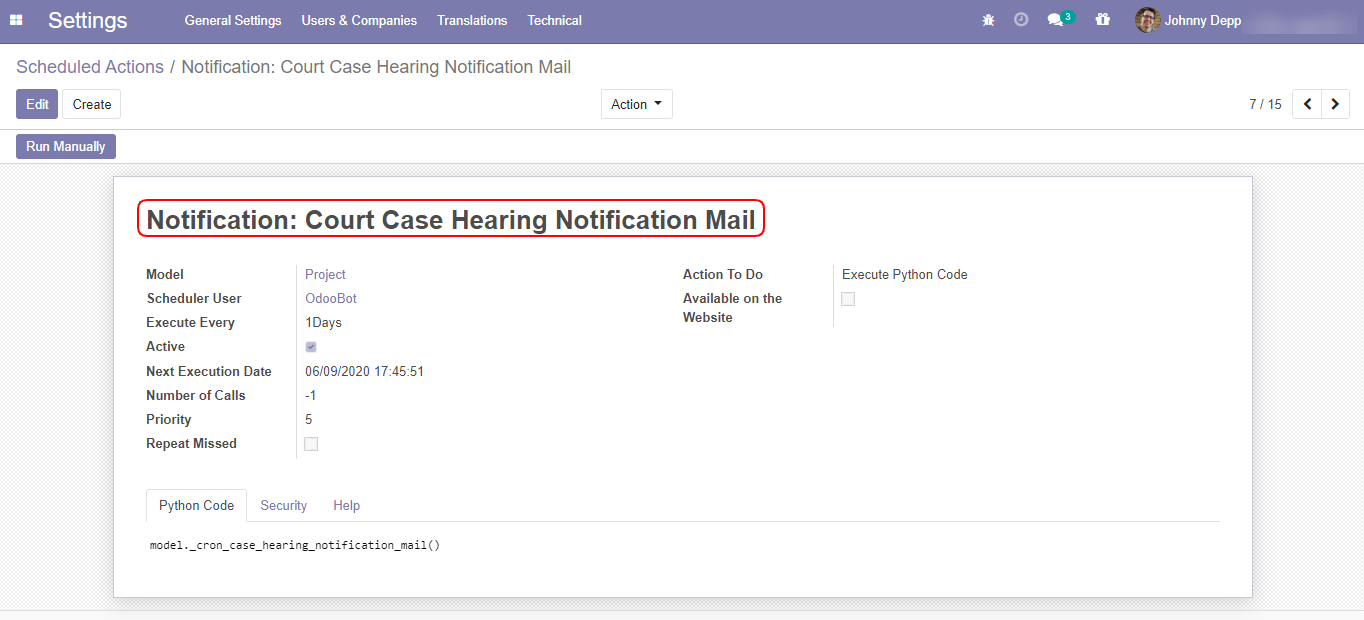 Settings General Settings Users & Companies Translations Technical 3 Johnny Depp
Scheduled Actions / Notification: Court Case Hearing Notification Mail
Edit Create Action 7 / 15
Run Manually
Notification: Court Case Hearing Notification Mail
Model Project
Scheduler User OdooBot
Execute Every 1Days
Active
Next Execution Date 06/09/2020 17:45:51
Number of Calls -1
Priority 5
Repeat Missed
Action To Do Execute Python Code
Available on the
Website
Python Code Security Help
model._cron_case_hearing_notification_mail()